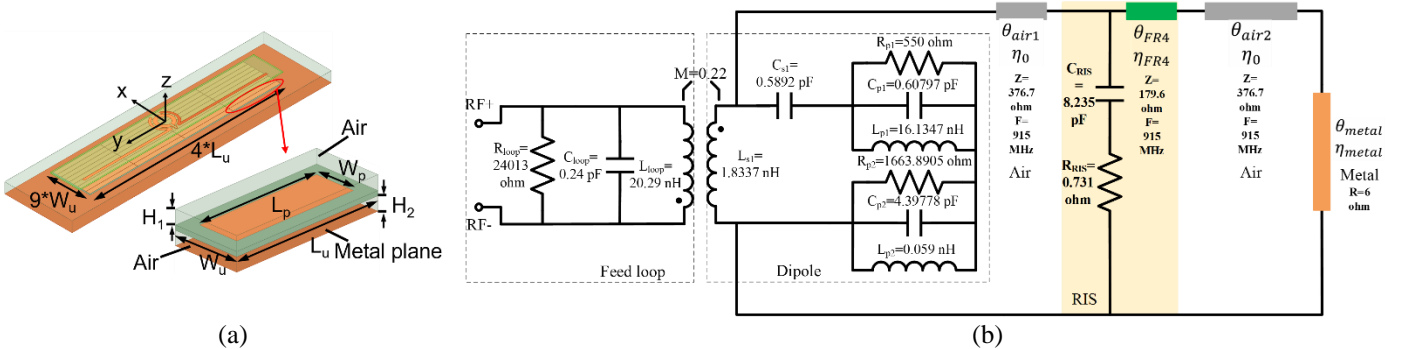 z
x
y
Air
4*Lu
9*Wu
Wp
Lp
H1
H2
Air
Wu
Lu
Metal plane
(a)
RF+
RF-
Rloop=
24013
ohm
Cloop=
0.24 pF
Lloop=
20.29 nH
Feed loop
M=0.22
Ls1=
1.8337 nH
Cs1=
0.5892 pF
Rp1=550 ohm
Cp1=0.60797 pF
Lp1=16.1347 nH
Rp2=1663.8905 ohm
Cp2=4.39778 pF
Lp2=0.059 nH
Dipole
θair1
η0
Z=
376.7
ohm
F=
915
MHz
Air
CRIS
=
8.235
pF
RRIS=
0.731
ohm
RIS
θFR4
ηFR4
Z=
179.6
ohm
F=
915
MHz
θair2
η0
Z=
376.7
ohm
F=
915
MHz
Air
θmetal
ηmetal
Metal
R=6
ohm
(b)